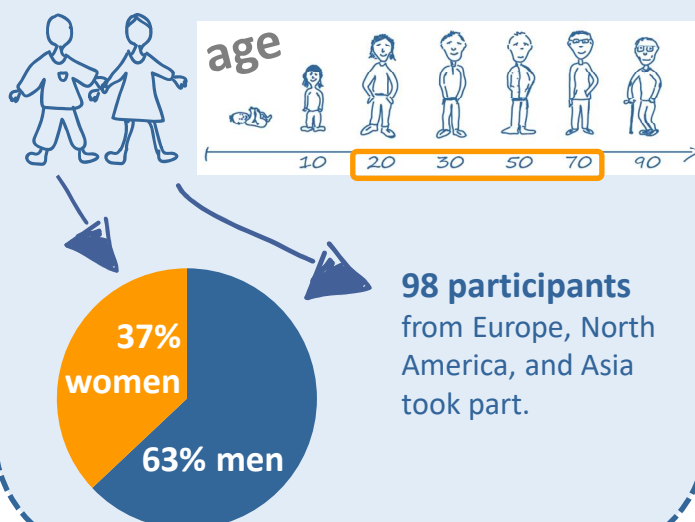 age
10 20 30 50 70 90
98 participants
from Europe, North
America, and Asia
took part.
37%
women
63% men